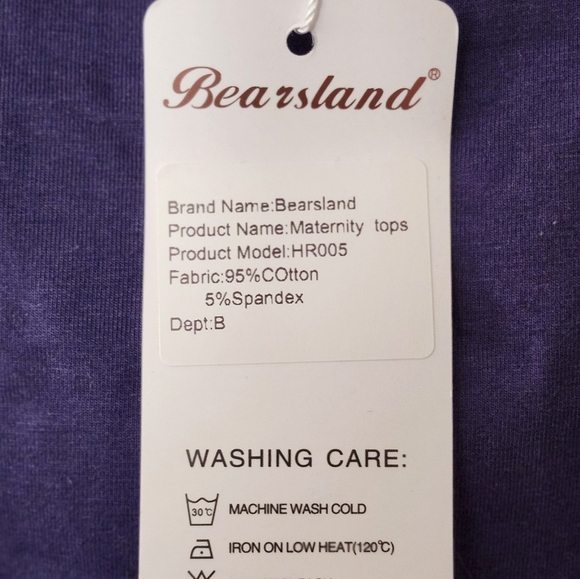 Bearsland®
Brand Name:Bearsland
Product Name:Maternity tops
Product Model:HR005
Fabric:95%COtton
5%Spandex
Dept:B
WASHING CARE:
30℃ MACHINE WASH COLD
IRON ON LOW HEAT(120℃)